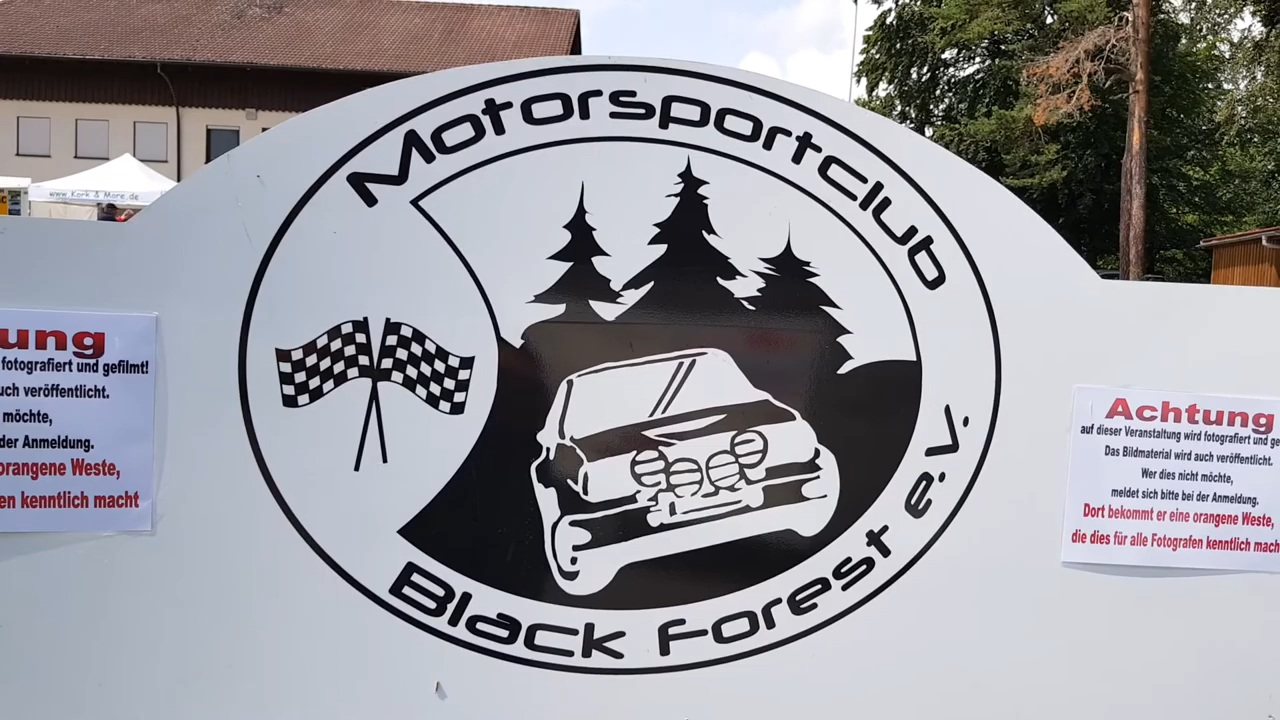 www.Kork & More.de
Motorsportclub
Black Forest e.V.
ung
fotografiert und gefilmt!
uch veröffentlicht.
möchte,
der Anmeldung.
orangene Weste,
en kenntlich macht
Achtung
auf dieser Veranstaltung wird fotografiert und ge
Das Bildmaterial wird auch veröffentlicht.
Wer dies nicht möchte,
meldet sich bitte bei der Anmeldung.
Dort bekommt er eine orangene Weste,
die dies für alle Fotografen kenntlich mach